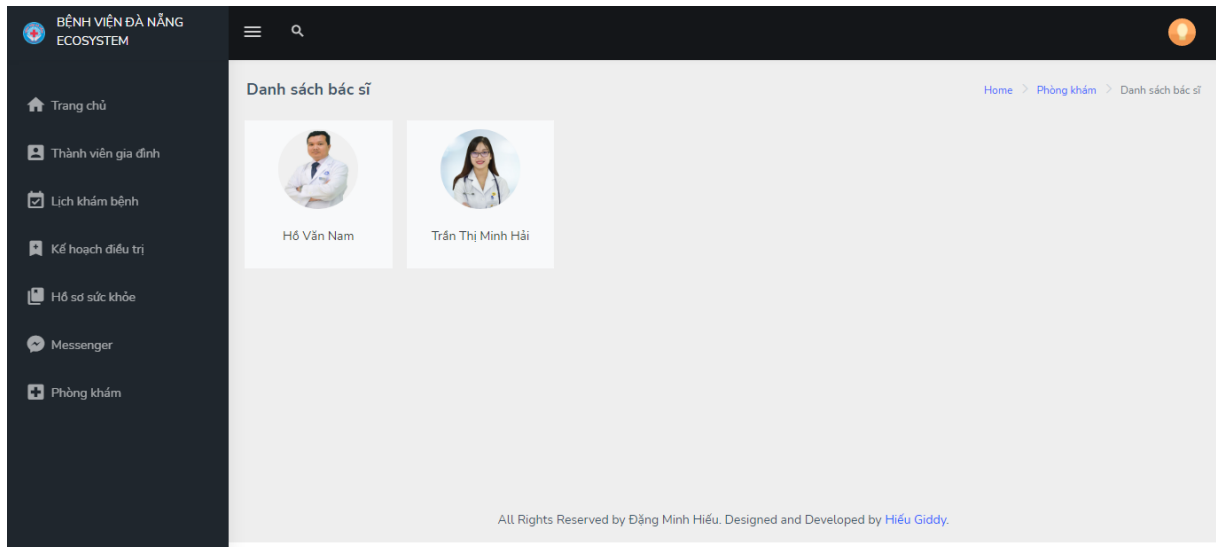 BỆNH VIỆN ĐÀ NẴNG
ECOSYSTEM
Trang chủ
Thành viên gia đình
Lịch khám bệnh
Kế hoạch điều trị
Hồ sơ sức khỏe
Messenger
Phòng khám
Danh sách bác sĩ
Home > Phòng khám > Danh sách bác sĩ
Hồ Văn Nam
Trần Thị Minh Hải
All Rights Reserved by Đặng Minh Hiếu. Designed and Developed by Hiếu Giddy.